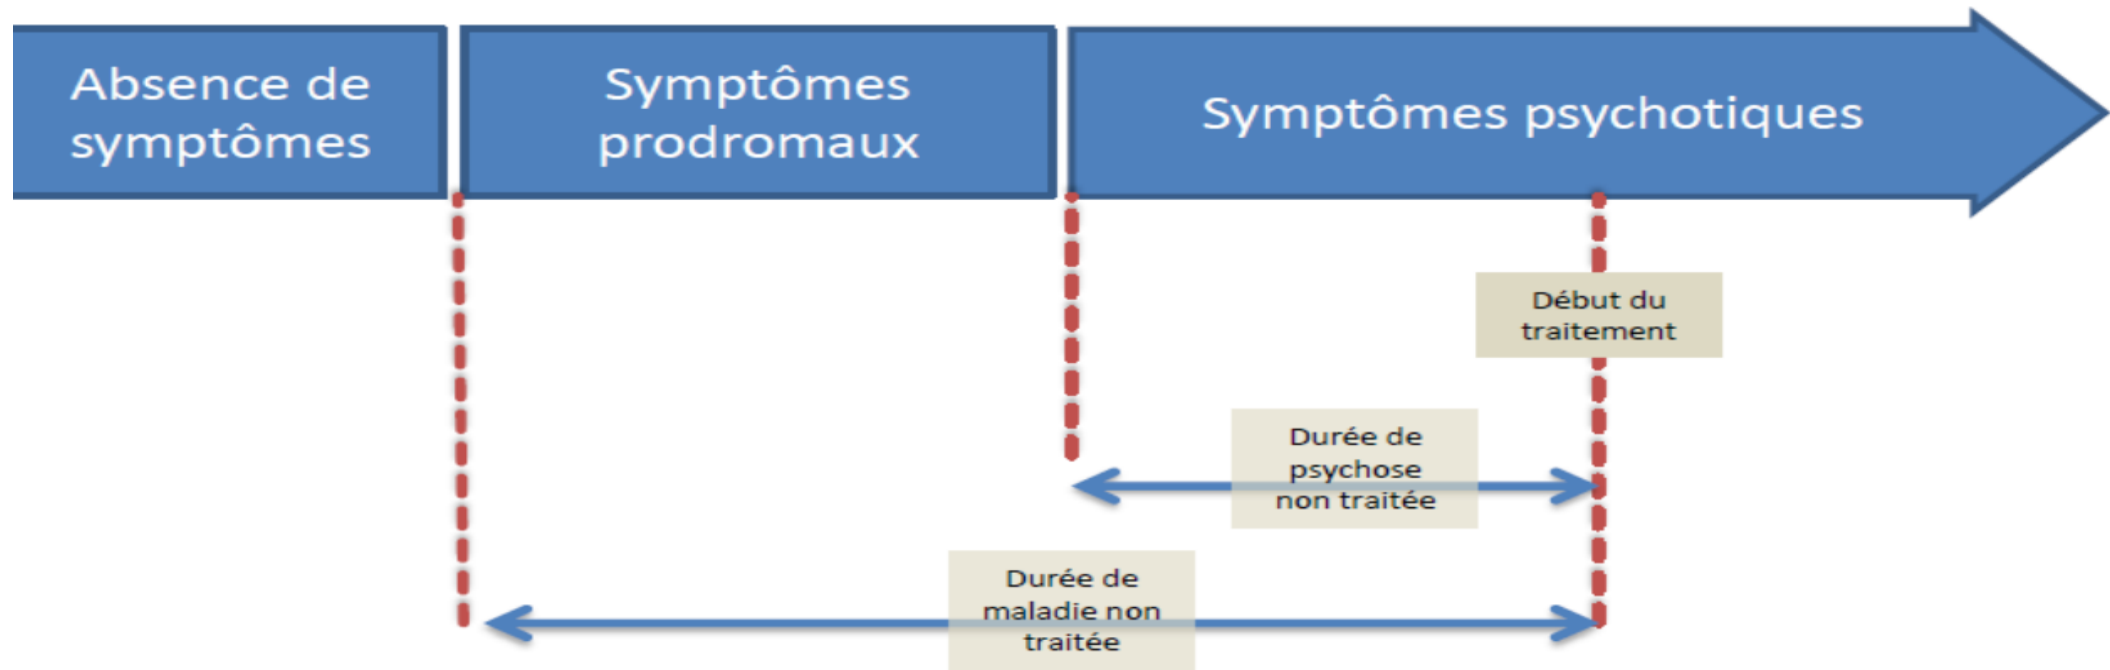 Absence de
symptômes
Symptômes
prodromaux
Symptômes psychotiques
Début du
traitement
Durée de
psychose
non traitée
Durée de
maladie non
traitée